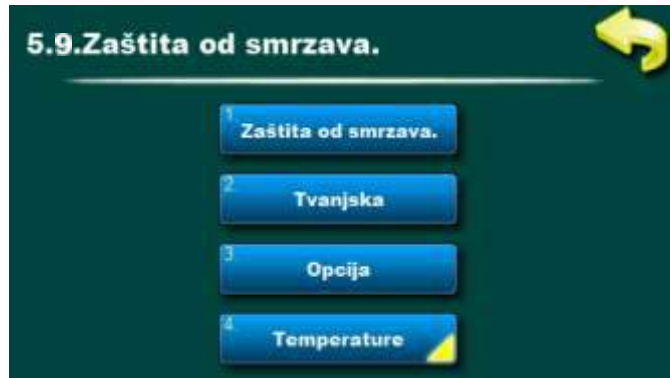 5.9.Zaštita od smrzava.
1
Zaštita od smrzava.
2
Tvanjska
3
Opcija
4
Temperature